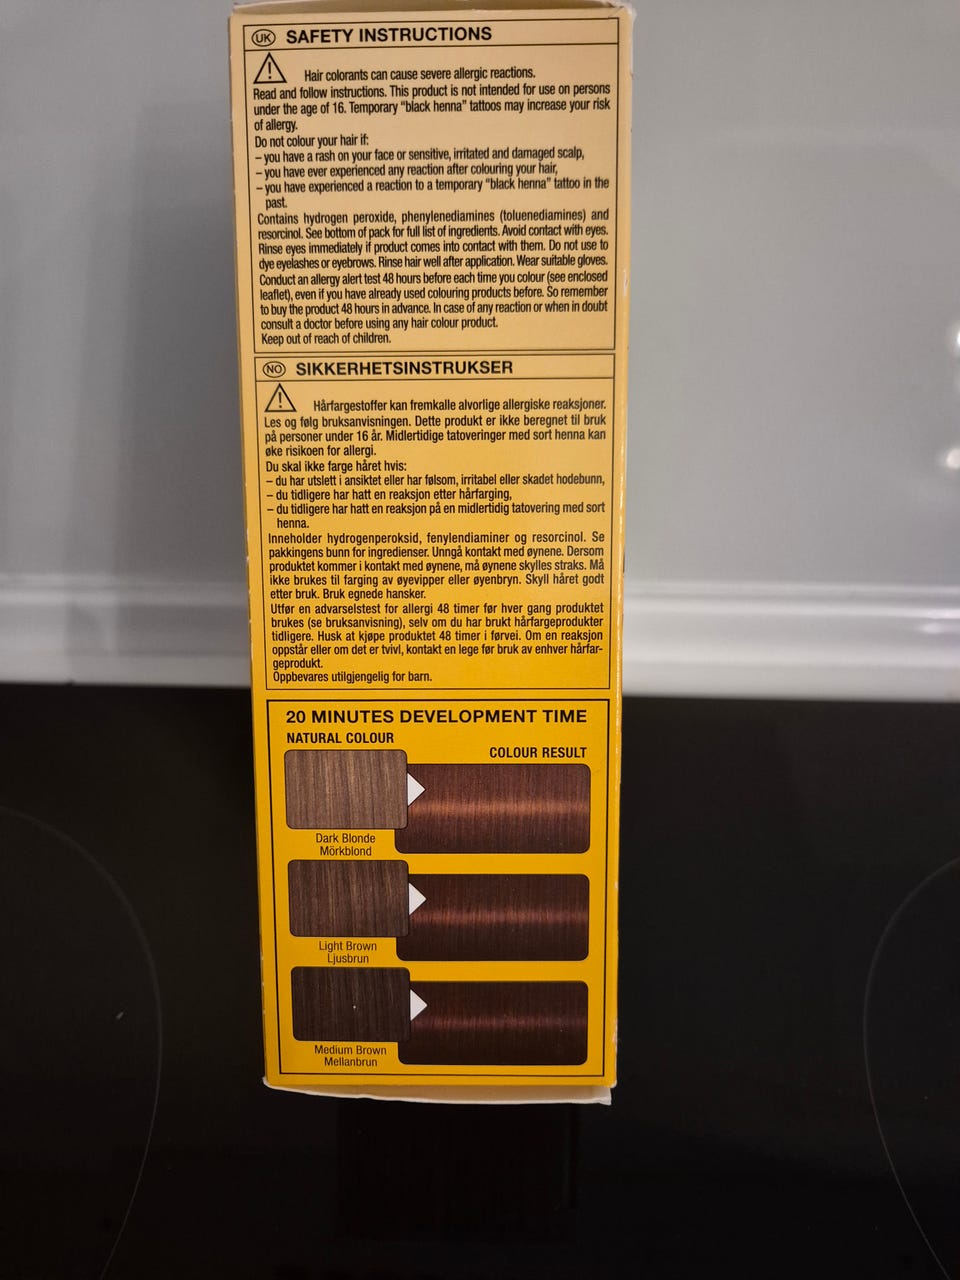 UK SAFETY INSTRUCTIONS
Hair colorants can cause severe allergic reactions.
Read and follow instructions. This product is not intended for use on persons
under the age of 16. Temporary “black henna” tattoos may increase your risk
of allergy.
Do not colour your hair if:
– you have a rash on your face or sensitive, irritated and damaged scalp,
– you have ever experienced any reaction after colouring your hair,
– you have experienced a reaction to a temporary “black henna” tattoo in the
past.
Contains hydrogen peroxide, phenylenediamines (toluenediamines) and
resorcinol. See bottom of pack for full list of ingredients. Avoid contact with eyes.
Rinse eyes immediately if product comes into contact with them. Do not use to
dye eyelashes or eyebrows. Rinse hair well after application. Wear suitable gloves.
Conduct an allergy alert test 48 hours before each time you colour (see enclosed
leaflet), even if you have already used colouring products before. So remember
to buy the product 48 hours in advance. In case of any reaction or when in doubt
consult a doctor before using any hair colour product.
Keep out of reach of children.
NO SIKKERHETSINSTRUKSER
Hårfargestoffer kan fremkalle alvorlige allergiske reaksjoner.
Les og følg bruksanvisningen. Dette produkt er ikke beregnet til bruk
på personer under 16 år. Midlertidige tatoveringer med sort henna kan
øke risikoen for allergi.
Du skal ikke farge håret hvis:
– du har utslett i ansiktet eller har følsom, irritabel eller skadet hodebunn,
– du tidligere har hatt en reaksjon etter hårfarging,
– du tidligere har hatt en reaksjon på en midlertidig tatovering med sort
henna.
Inneholder hydrogenperoksid, fenylendiaminer og resorcinol. Se
pakkingens bunn for ingredienser. Unngå kontakt med øynene. Dersom
produktet kommer i kontakt med øynene, må øynene skylles straks. Må
ikke brukes til farging av øyevipper eller øyenbryn. Skyll håret godt
etter bruk. Bruk egnede hansker.
Utfør en advarselstest for allergi 48 timer før hver gang produktet
brukes (se bruksanvisning), selv om du har brukt hårfargeprodukter
tidligere. Husk at kjøpe produktet 48 timer i førvei. Om en reaksjon
oppstår eller om det er tvivl, kontakt en lege før bruk av enhver hårfar-
geprodukt.
Oppbevares utilgjengelig for barn.
20 MINUTES DEVELOPMENT TIME
NATURAL COLOUR
COLOUR RESULT
Dark Blonde
Mörkblond
Light Brown
Ljusbrun
Medium Brown
Mellanbrun